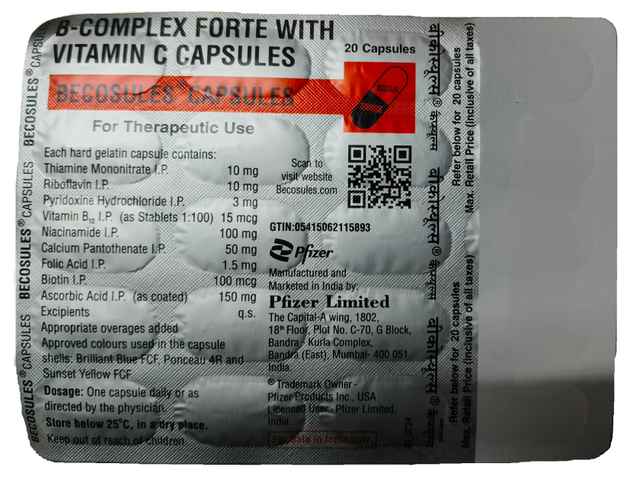 B-COMPLEX FORTE WITH
VITAMIN C CAPSULES
20 Capsules
BECOSULES® CAPSULES
For Therapeutic Use
Each hard gelatin capsule contains:
Thiamine Mononitrate I.P. 10 mg
Riboflavin I.P. 10 mg
Pyridoxine Hydrochloride I.P. 3 mg
Vitamin B12 I.P. (as Stablets 1:100) 15 mcg
Niacinamide I.P. 100 mg
Calcium Pantothenate I.P. 50 mg
Folic Acid I.P. 1.5 mg
Biotin I.P. 100 mcg
Ascorbic Acid I.P. (as coated) 150 mg
Excipients q.s.
Appropriate overages added
Approved colours used in the capsule
shells: Brilliant Blue FCF, Ponceau 4R and
Sunset Yellow FCF
Dosage: One capsule daily or as
directed by the physician.
Store below 25°C, in a dry place.
Keep out of reach of children
Scan to
visit website
Becosules.com
GTIN:05415062115893
Pfizer
Manufactured and
Marketed in India by:
Pfizer Limited
The Capital-A wing, 1802,
18th Floor, Plot No. C-70, G Block,
Bandra - Kurla Complex,
Bandra (East), Mumbai- 400 051
India.
® Trademark Owner -
Pfizer Products Inc., USA
Licensed User - Pfizer Limited,
India
For Sale in India only
BECOSULES® CAPSULES
BECOSULES® CAPSULES
BECOSULES® CAPSULES
Refer below for 20 capsules
Max. Retail Price (Inclusive of all taxes)
Refer below for 20 capsules
Max. Retail Price (Inclusive of all taxes)